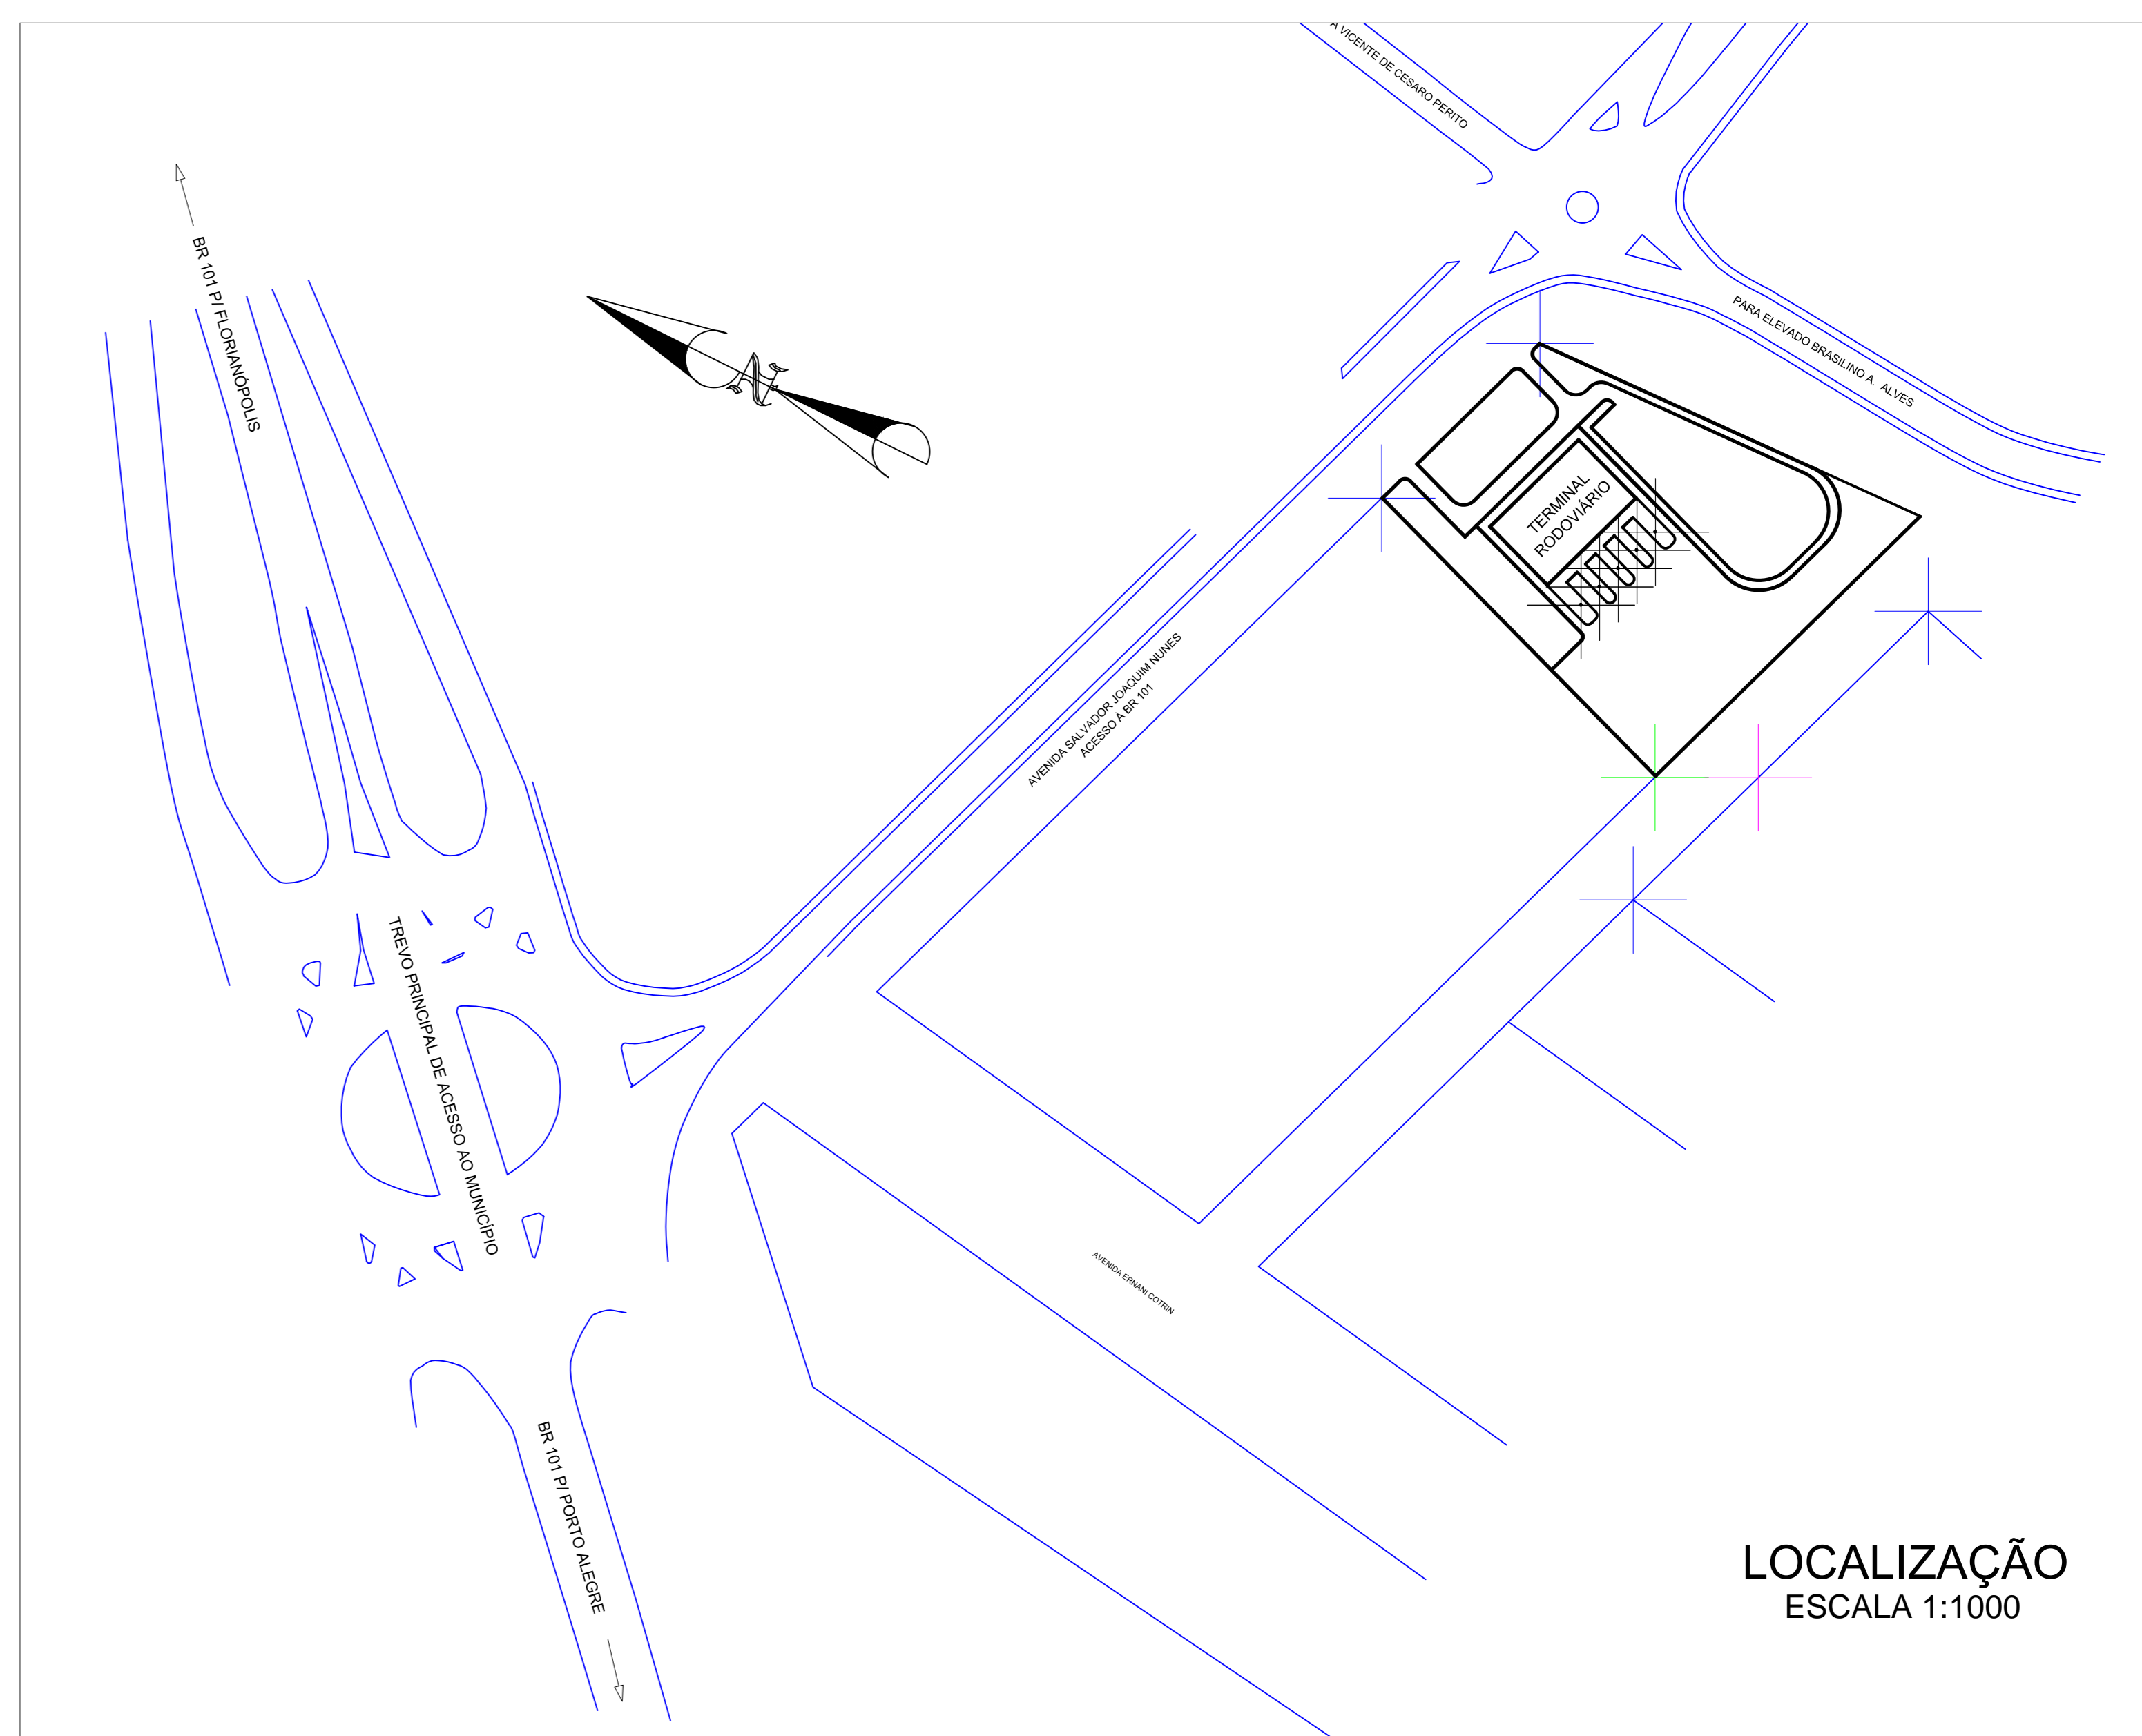 A VICENTE DE CESARO PERITO
BR 101 P/ FLORIANÓPOLIS
N
PARA ELEVADO BRASILINO A. ALVES
TERMINAL
RODOVIÁRIO
AVENIDA SALVADOR JOAQUIM NUNES
ACESSO À BR 101
TREVO PRINCIPAL DE ACESSO AO MUNICÍPIO
AVENIDA ERNANI COTRIN
BR 101 P/ PORTO ALEGRE
LOCALIZAÇÃO
ESCALA 1:1000